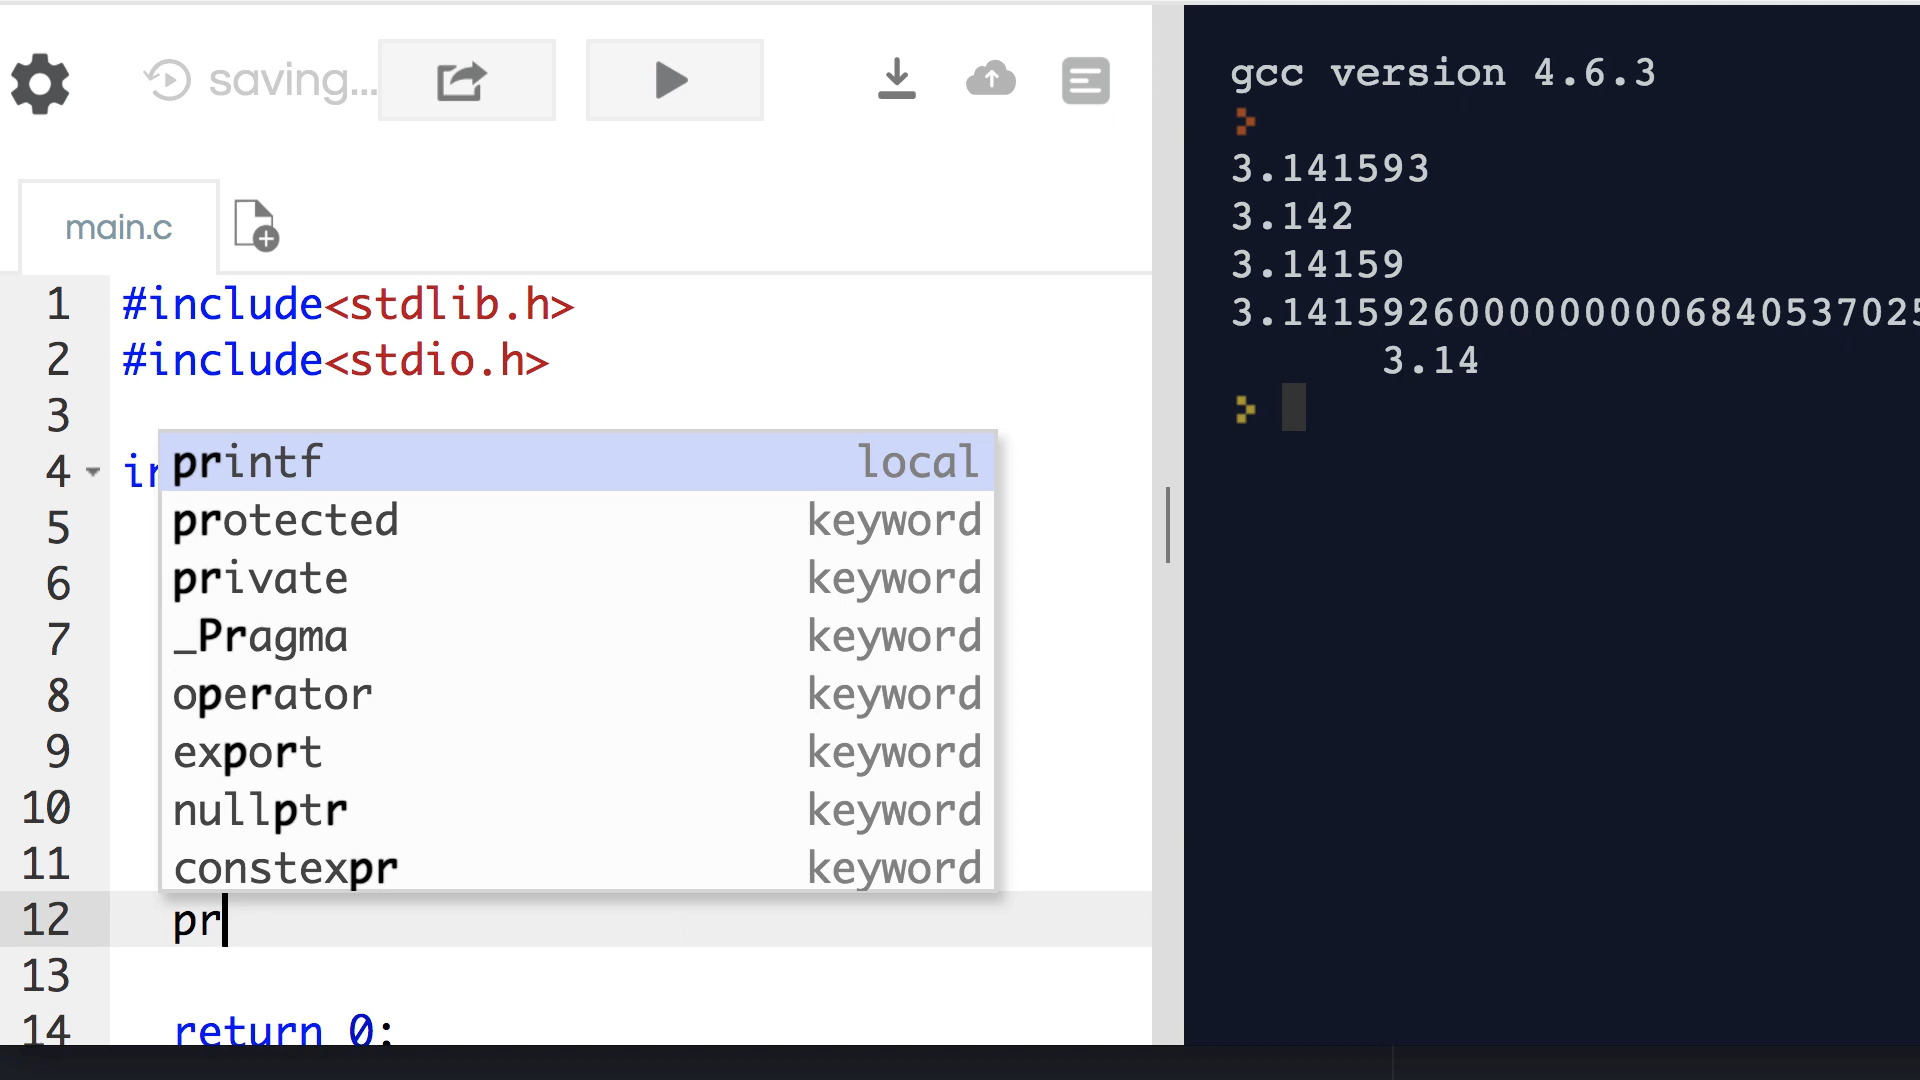 saving...
main.c
1 #include<stdlib.h>
2 #include<stdio.h>
3
4 in
5
6
7
8
9
10
11
12 pr
13
14 return 0;
printf local
protected keyword
private keyword
_Pragma keyword
operator keyword
export keyword
nullptr keyword
constexpr keyword
gcc version 4.6.3
3.141593
3.142
3.14159
3.14159260000000006840537025
3.14